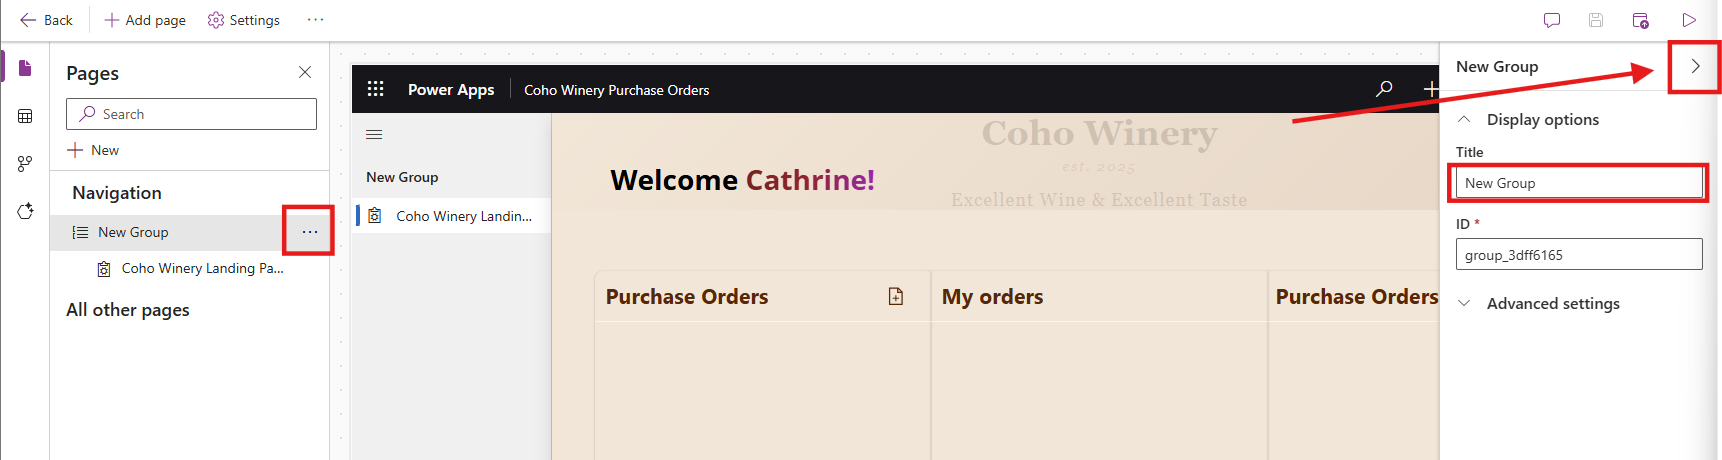 Back
Add page
Settings
Pages
Search
New
Navigation
New Group
Coho Winery Landing Pa...
All other pages
Power Apps
Coho Winery Purchase Orders
New Group
Coho Winery Landin...
Coho Winery
est. 2025
Welcome Cathrine!
Excellent Wine & Excellent Taste
Purchase Orders
My orders
Purchase Orders
New Group
Display options
Title
New Group
ID *
group_3dff6165
Advanced settings